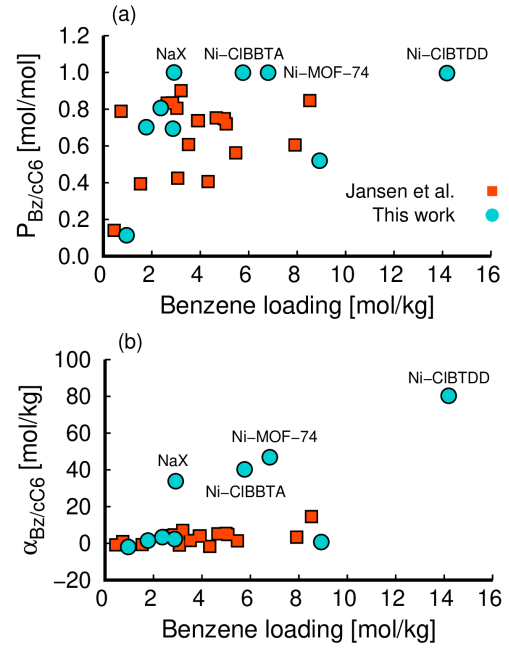 (a)
P Bz/cC6 [mol/mol]
1.2
1.0
0.8
0.6
0.4
0.2
0.0
NaX
Ni−ClBBTA
Ni−MOF−74
Ni−ClBTDD
Jansen et al.
This work
0 2 4 6 8 10 12 14 16
Benzene loading [mol/kg]
(b)
α Bz/cC6 [mol/kg]
100
80
60
40
20
0
−20
Ni−ClBTDD
Ni−MOF−74
NaX
Ni−ClBBTA
0 2 4 6 8 10 12 14 16
Benzene loading [mol/kg]